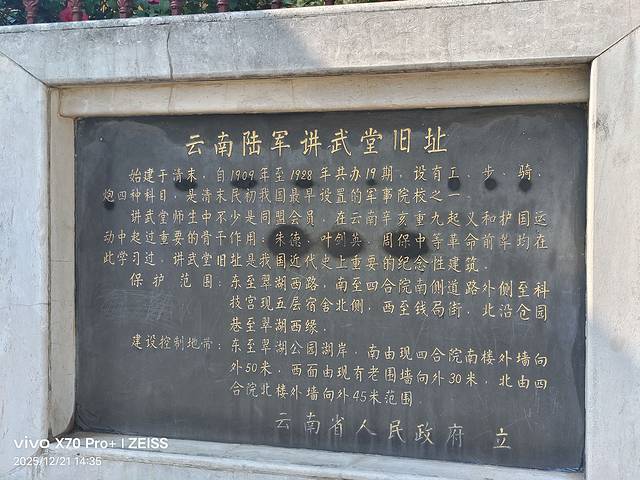 云南陆军讲武堂旧址
始建于清末,自1909年至1928年共办19期,设有工、步、骑、
炮四种科目,是清末民初我国最早设置的军事院校之一。
讲武堂师生中不少是同盟会员,在云南辛亥重九起义和护国运
动中起过重要的骨干作用;朱德、叶剑英、周保中等革命前辈均在
此学习过,讲武堂旧址是我国近代史上重要的纪念性建筑。
保护范围:东至翠湖西路,南至四合院南侧道路外侧至科
技宫现五层宿舍北侧,西至钱局街,北沿仓园
巷至翠湖西缘。
建设控制地带:东至翠湖公园湖岸,南由现四合院南楼外墙向
外50米,西面由现有老围墙向外30米,北由四
合院北楼外墙向外45米范围
云南省人民政府 立
vivo X70 Pro+ | ZEISS
2025/12/21 14:35